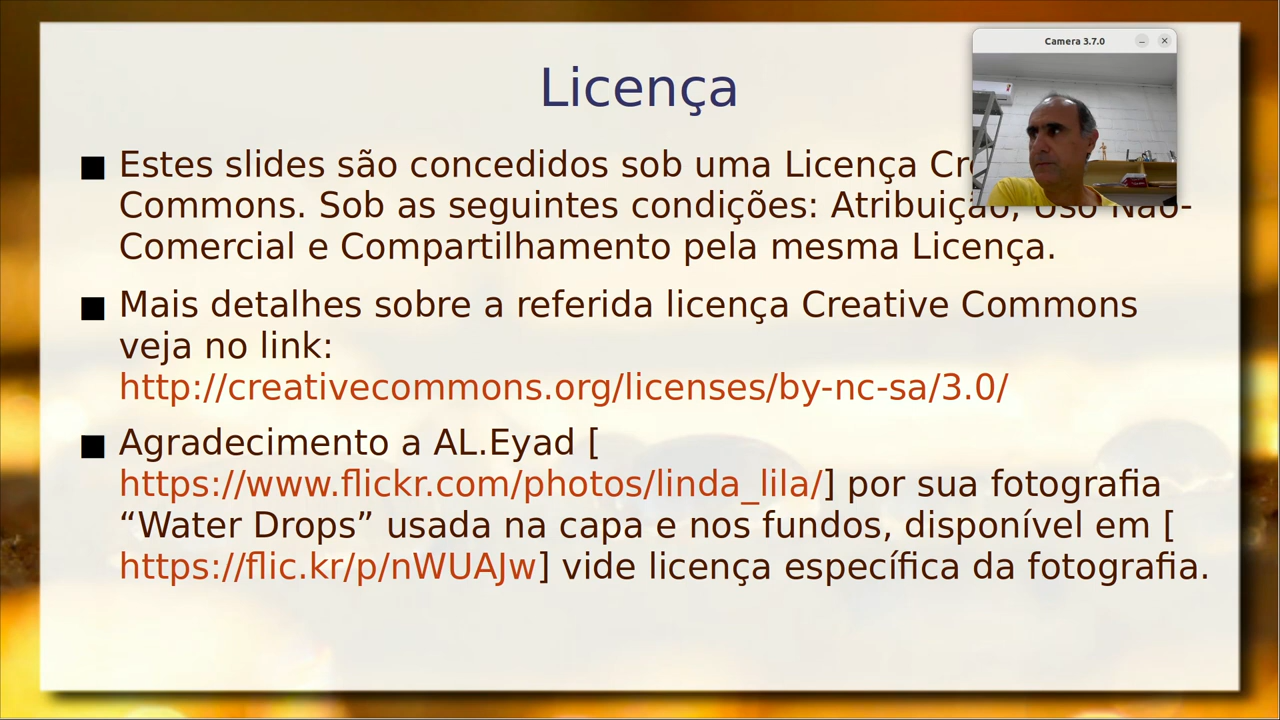 Camera 3.7.0
Licença
■ Estes slides são concedidos sob uma Licença
Commons. Sob as seguintes condições: Atribuição, Uso Não-
Comercial e Compartilhamento pela mesma Licença.
■ Mais detalhes sobre a referida licença Creative Commons
veja no link:
http://creativecommons.org/licenses/by-nc-sa/3.0/
■ Agradecimento a AL.Eyad [
https://www.flickr.com/photos/linda_lila/] por sua fotografia
“Water Drops” usada na capa e nos fundos, disponível em [
https://flic.kr/p/nWUAJw] vide licença específica da fotografia.